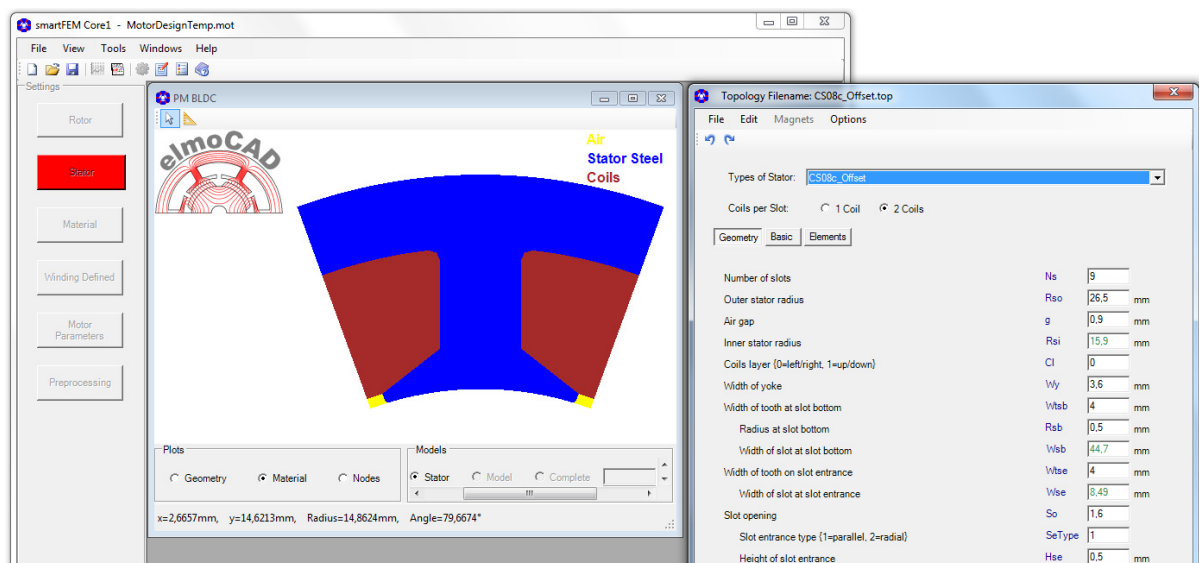 smartFEM Core1 - MotorDesignTemp.mot
File View Tools Windows Help
Settings
Rotor
Stator
Material
Winding Defined
Motor
Parameters
Preprocessing
PM BLDC
elmoCAD
Air
Stator Steel
Coils
Plots
Geometry Material Nodes
Models
Stator Model Complete
x=2,6657mm, y=14,6213mm, Radius=14,8624mm, Angle=79,6674°
Topology Filename: CS08c_Offset.top
File Edit Magnets Options
Types of Stator: CS08c_Offset
Coils per Slot: 1 Coil 2 Coils
Geometry Basic Elements
Number of slots Ns 9
Outer stator radius Rso 26,5 mm
Air gap g 0,9 mm
Inner stator radius Rsi 15,9 mm
Coils layer {0=left/right, 1=up/down} Cl 0
Width of yoke Wy 3,6 mm
Width of tooth at slot bottom Wtsb 4 mm
Radius at slot bottom Rsb 0,5 mm
Width of slot at slot bottom Wsb 44,7 mm
Width of tooth on slot entrance Wtse 4 mm
Width of slot at slot entrance Wse 8,49 mm
Slot opening So 1,6 mm
Slot entrance type {1=parallel, 2=radial} SeType 1
Height of slot entrance Hse 0,5 mm